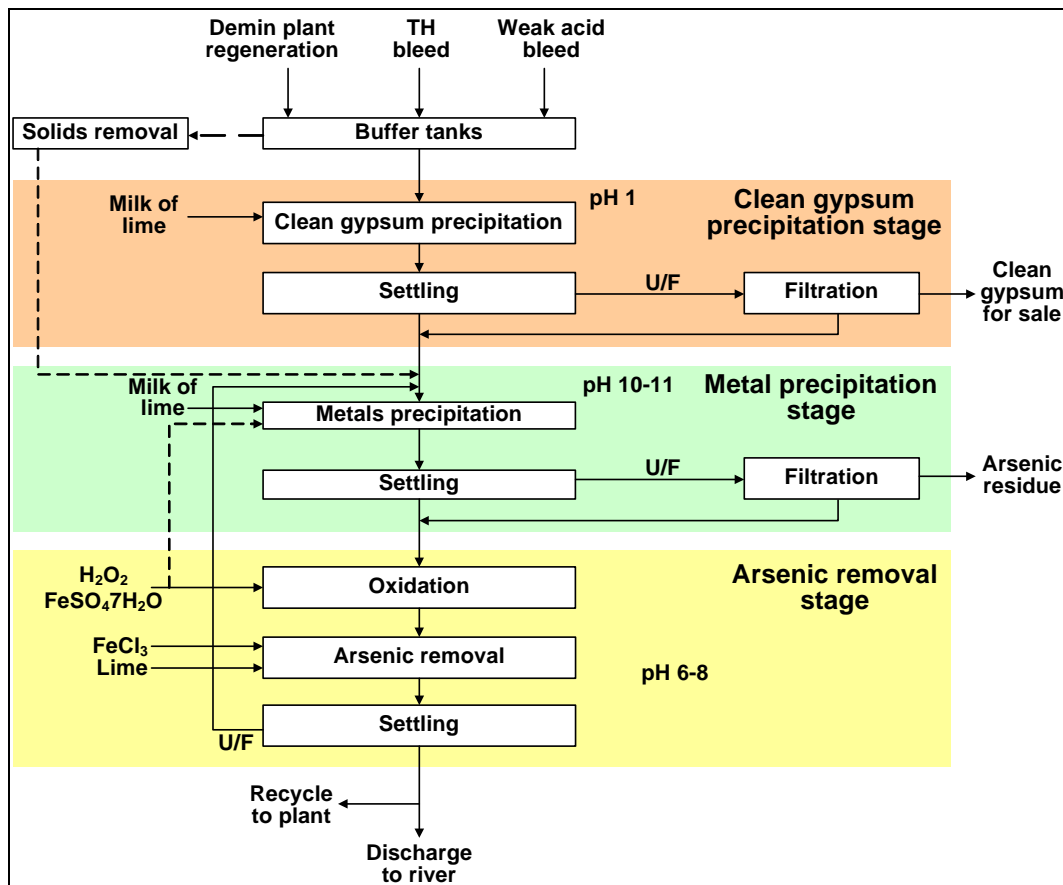 Demin plant
regeneration
TH
bleed
Weak acid
bleed
Solids removal
Buffer tanks
pH 1
Clean gypsum
precipitation stage
Milk of
lime
Clean gypsum precipitation
Settling
U/F
Filtration
Clean
gypsum
for sale
pH 10-11
Metal precipitation
stage
Milk of
lime
Metals precipitation
Settling
U/F
Filtration
Arsenic
residue
Arsenic removal
stage
H₂O₂
FeSO₄7H₂O
Oxidation
FeCl₃
Lime
Arsenic removal
pH 6-8
Settling
U/F
Recycle
to plant
Discharge
to river